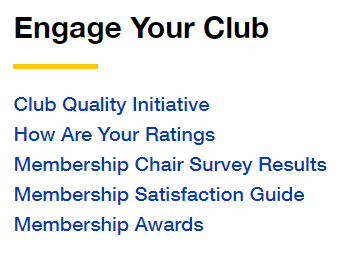 Engage Your Club
Club Quality Initiative
How Are Your Ratings
Membership Chair Survey Results
Membership Satisfaction Guide
Membership Awards